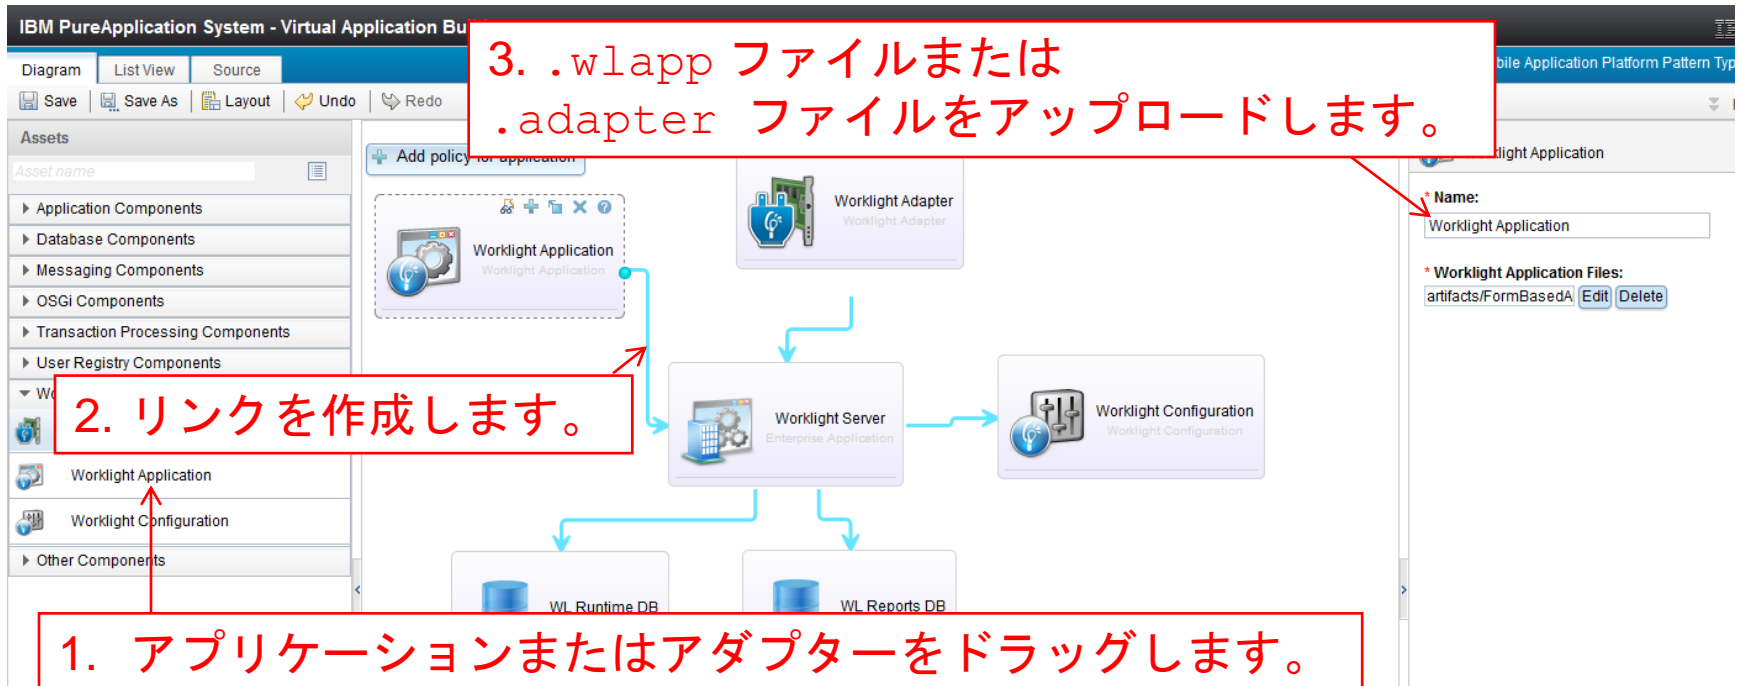 IBM PureApplication System - Virtual Application Bu
3. .wlapp ファイルまたは
.adapter ファイルをアップロードします。
Diagram
List View
Source
bile Application Platform Pattern Typ
Save
Save As
Layout
Undo
Redo
Assets
Asset name
Application Components
Database Components
Messaging Components
OSGi Components
Transaction Processing Components
User Registry Components
Wo
2. リンクを作成します。
Worklight Application
Worklight Configuration
Other Components
Add policy for application
Worklight Application
Worklight Application
Worklight Adapter
Worklight Adapter
Worklight Server
Enterprise Application
Worklight Configuration
Worklight Configuration
WL Runtime DB
WL Reports DB
1. アプリケーションまたはアダプターをドラッグします。
light Application
* Name:
Worklight Application
* Worklight Application Files:
artifacts/FormBasedA
Edit
Delete